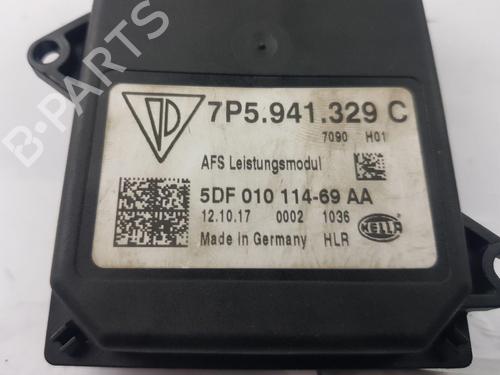 B-PARTS
7P5.941.329 C
7090 H01
AFS Leistungsmodul
5DF 010 114-69 AA
12.10.17 0002 1036
Made in Germany HLR
HELLA